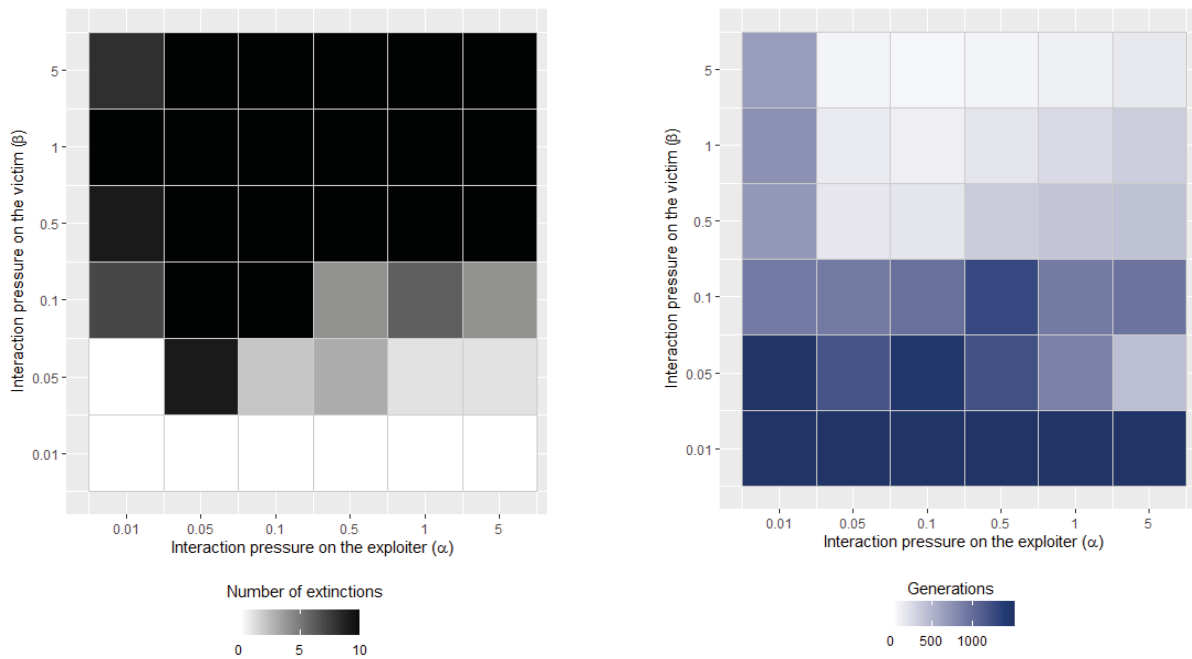 Interaction pressure on the victim (β)
5
1
0.5
0.1
0.05
0.01
0.01 0.05 0.1 0.5 1 5
Interaction pressure on the exploiter (α)
Number of extinctions
0 5 10
Interaction pressure on the victim (β)
5
1
0.5
0.1
0.05
0.01
0.01 0.05 0.1 0.5 1 5
Interaction pressure on the exploiter (α)
Generations
0 500 1000